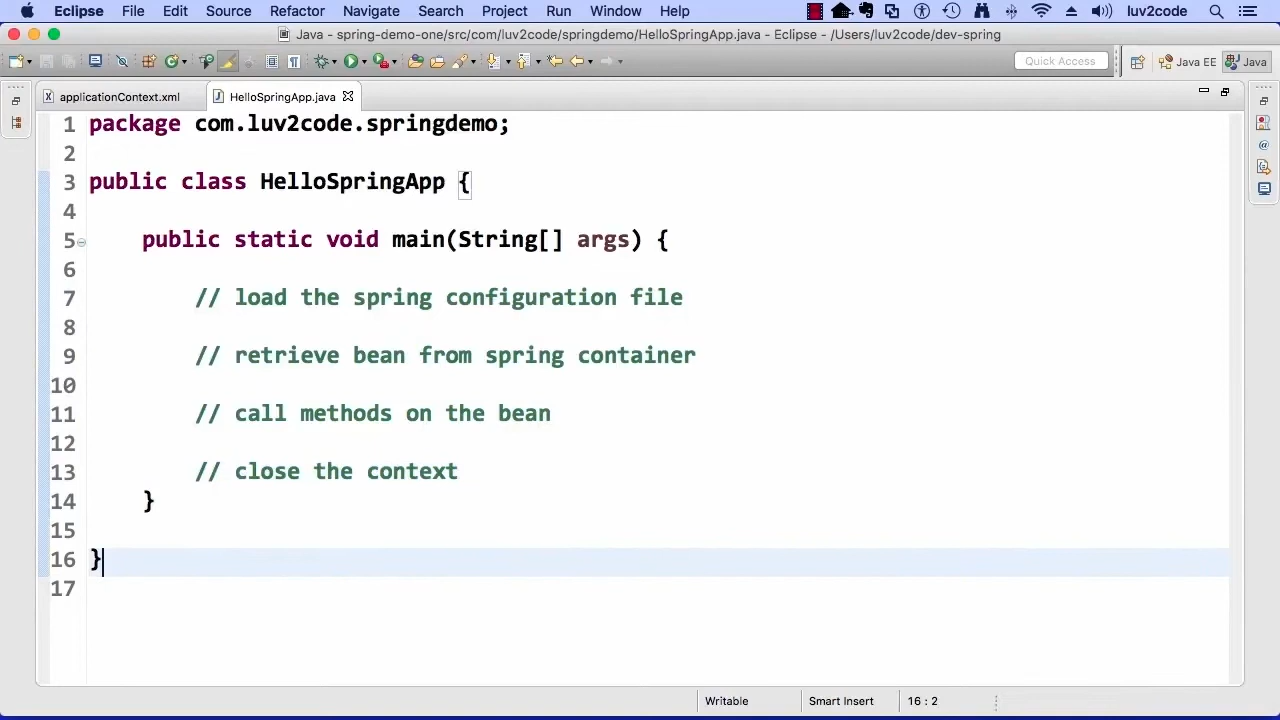 Eclipse File Edit Source Refactor Navigate Search Project Run Window Help luv2code
Java - spring-demo-one/src/com/luv2code/springdemo/HelloSpringApp.java - Eclipse - /Users/luv2code/dev-spring
Quick Access Java EE Java
applicationContext.xml HelloSpringApp.java
1 package com.luv2code.springdemo;
2
3 public class HelloSpringApp {
4
5 public static void main(String[] args) {
6
7 // load the spring configuration file
8
9 // retrieve bean from spring container
10
11 // call methods on the bean
12
13 // close the context
14 }
15
16 }
17
Writable Smart Insert 16 : 2